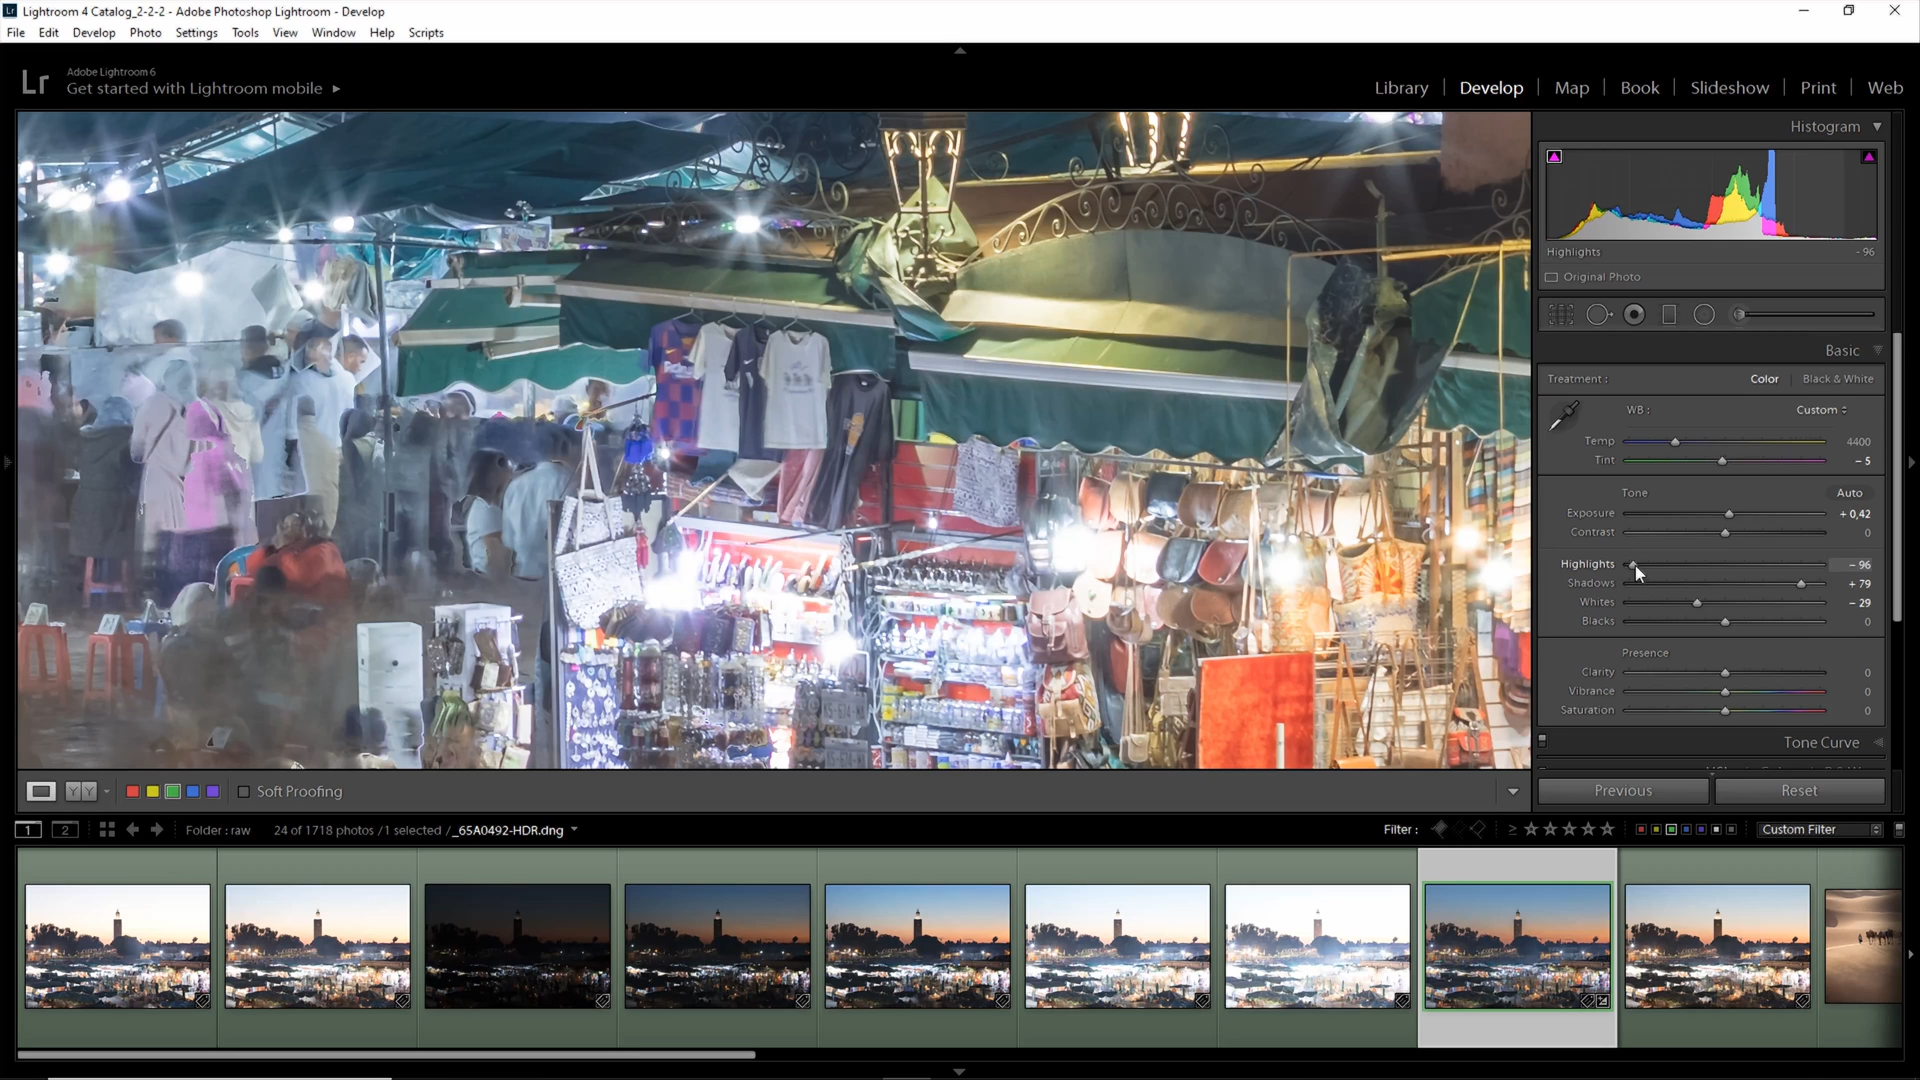 Lr Lightroom 4 Catalog_2-2-2 - Adobe Photoshop Lightroom - Develop
File Edit Develop Photo Settings Tools View Window Help Scripts
Lr Adobe Lightroom 6
Get started with Lightroom mobile ▶
Library | Develop | Map | Book | Slideshow | Print | Web
Histogram
Highlights - 96
Original Photo
Basic
Treatment : Color | Black & White
WB : Custom
Temp 4400
Tint - 5
Tone Auto
Exposure + 0,42
Contrast 0
Highlights - 96
Shadows + 79
Whites - 29
Blacks 0
Presence
Clarity 0
Vibrance 0
Saturation 0
Tone Curve
YY Soft Proofing
Previous Reset
1 2 Folder : raw 24 of 1718 photos /1 selected /_65A0492-HDR.dng
Filter : ≥ Custom Filter